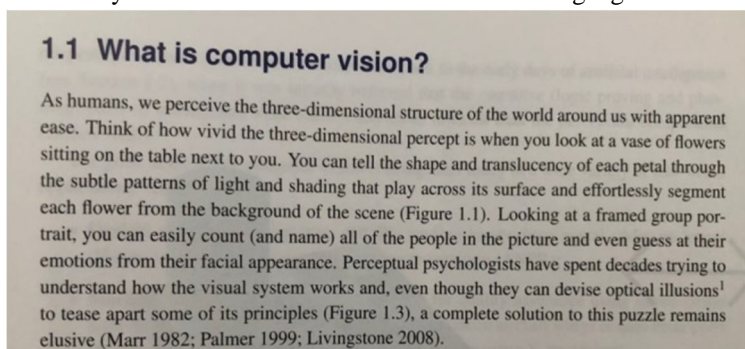 1.1 What is computer vision?
As humans, we perceive the three-dimensional structure of the world around us with apparent
ease. Think of how vivid the three-dimensional percept is when you look at a vase of flowers
sitting on the table next to you. You can tell the shape and translucency of each petal through
the subtle patterns of light and shading that play across its surface and effortlessly segment
each flower from the background of the scene (Figure 1.1). Looking at a framed group por-
trait, you can easily count (and name) all of the people in the picture and even guess at their
emotions from their facial appearance. Perceptual psychologists have spent decades trying to
understand how the visual system works and, even though they can devise optical illusions¹
to tease apart some of its principles (Figure 1.3), a complete solution to this puzzle remains
elusive (Marr 1982; Palmer 1999; Livingstone 2008).